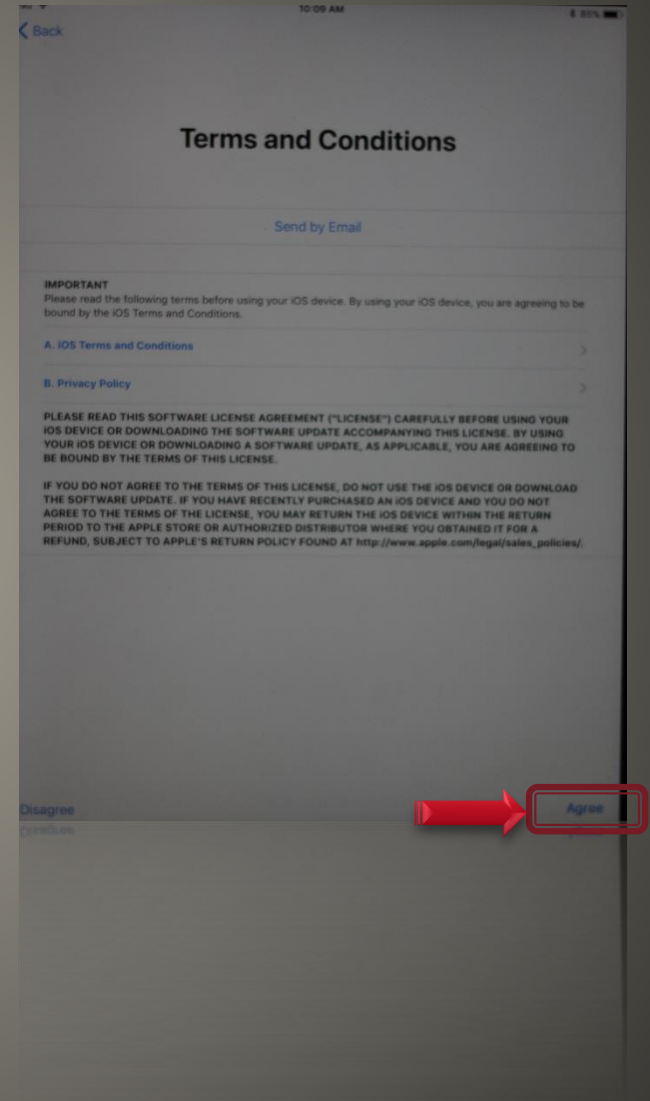 10:09 AM
85%
Back
Terms and Conditions
Send by Email
IMPORTANT
Please read the following terms before using your iOS device. By using your iOS device, you are agreeing to be
bound by the iOS Terms and Conditions.
A. iOS Terms and Conditions
B. Privacy Policy
PLEASE READ THIS SOFTWARE LICENSE AGREEMENT ("LICENSE") CAREFULLY BEFORE USING YOUR
iOS DEVICE OR DOWNLOADING THE SOFTWARE UPDATE ACCOMPANYING THIS LICENSE. BY USING
YOUR iOS DEVICE OR DOWNLOADING A SOFTWARE UPDATE, AS APPLICABLE, YOU ARE AGREEING TO
BE BOUND BY THE TERMS OF THIS LICENSE.
IF YOU DO NOT AGREE TO THE TERMS OF THIS LICENSE, DO NOT USE THE iOS DEVICE OR DOWNLOAD
THE SOFTWARE UPDATE. IF YOU HAVE RECENTLY PURCHASED AN iOS DEVICE AND YOU DO NOT
AGREE TO THE TERMS OF THE LICENSE, YOU MAY RETURN THE iOS DEVICE WITHIN THE RETURN
PERIOD TO THE APPLE STORE OR AUTHORIZED DISTRIBUTOR WHERE YOU OBTAINED IT FOR A
REFUND, SUBJECT TO APPLE'S RETURN POLICY FOUND AT http://www.apple.com/legal/sales_policies/.
Disagree
Agree